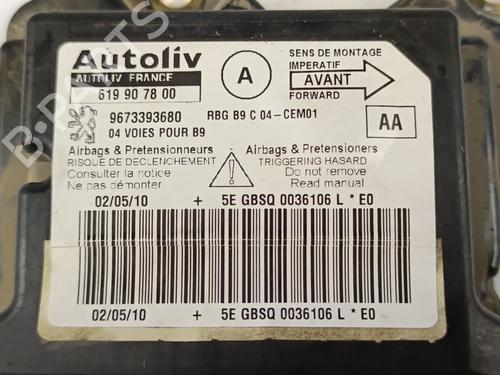 Autoliv
AUTOLIV FRANCE
619 90 78 00
A
SENS DE MONTAGE
IMPERATIF
AVANT
FORWARD
9673393680
04 VOIES POUR B9
RBG B9 C 04-CEM01
AA
Airbags & Pretensionneurs
RISQUE DE DECLENCHEMENT
Consulter la notice
Ne pas démonter
Airbags & Pretensioners
TRIGGERING HASARD
Do not remove
Read manual
02/05/10 + 5E GBSQ 0036106 L * E0
02/05/10 + 5E GBSQ 0036106 L * E0
B-PARTS